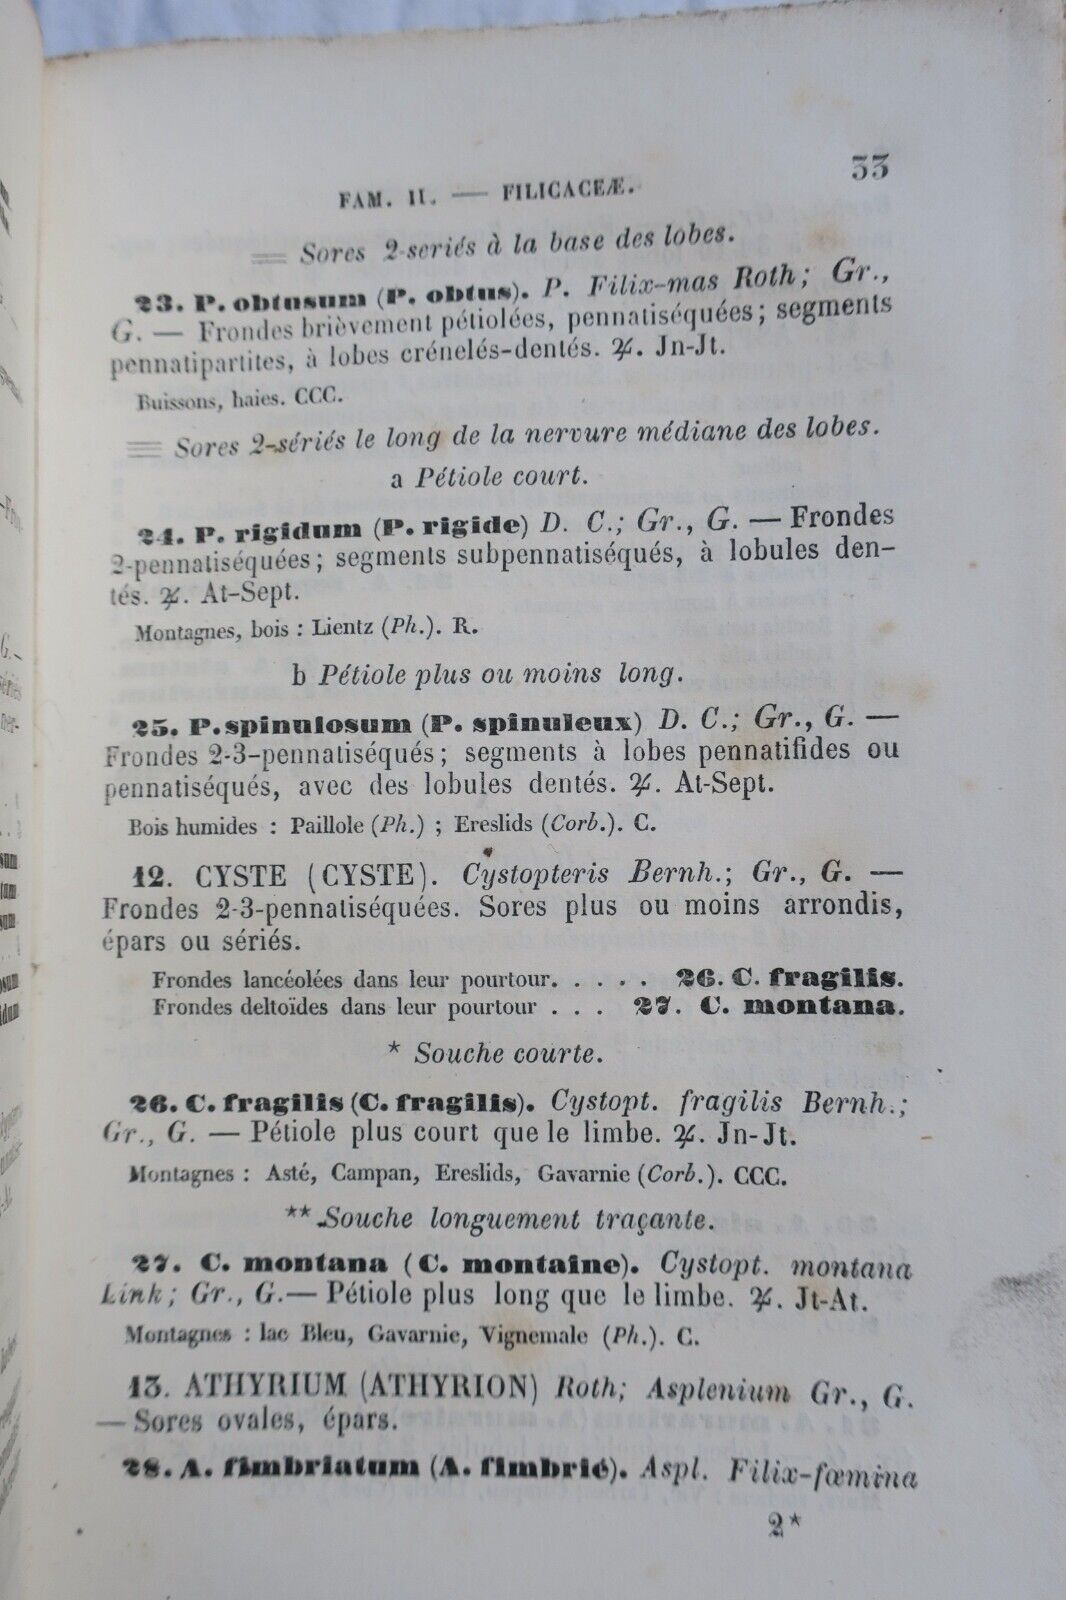 33
FAM. II. — FILICACEÆ.
Sores 2-seriés à la base des lobes.
23. P. obtusum (P. obtus). P. Filix-mas Roth; Gr.,
G. — Frondes brièvement pétiolées, pennatiséquées; segments
pennatipartites, à lobes crénelés-dentés. ♃. Jn-Jt.
Buissons, haies. CCC.
Sores 2-sériés le long de la nervure médiane des lobes.
a Pétiole court.
24. P. rigidum (P. rigide) D. C.; Gr., G. — Frondes
2-pennatiséquées; segments subpennatiséqués, à lobules den-
tés. ♃. At-Sept.
Montagnes, bois : Lientz (Ph.). R.
b Pétiole plus ou moins long.
25. P. spinulosum (P. spinuleux) D. C.; Gr., G. —
Frondes 2-3-pennatiséqués; segments à lobes pennatifides ou
pennatiséqués, avec des lobules dentés. ♃. At-Sept.
Bois humides : Paillole (Ph.) ; Ereslids (Corb.). C.
12. CYSTE (CYSTE). Cystopteris Bernh.; Gr., G. —
Frondes 2-3-pennatiséquées. Sores plus ou moins arrondis,
épars ou sériés.
Frondes lancéolées dans leur pourtour. . . . . 26. C. fragilis.
Frondes deltoïdes dans leur pourtour . . . 27. C. montana.
* Souche courte.
26. C. fragilis (C. fragilis). Cystopt. fragilis Bernh.;
Gr., G. — Pétiole plus court que le limbe. ♃. Jn-Jt.
Montagnes : Asté, Campan, Ereslids, Gavarnie (Corb.). CCC.
** Souche longuement traçante.
27. C. montana (C. montaine). Cystopt. montana
Link; Gr., G.— Pétiole plus long que le limbe. ♃. Jt-At.
Montagnes : lac Bleu, Gavarnie, Vignemale (Ph.). C.
13. ATHYRIUM (ATHYRION) Roth; Asplenium Gr., G.
— Sores ovales, épars.
28. A. fimbriatum (A. fimbrié). Aspl. Filix-fœmina
2*